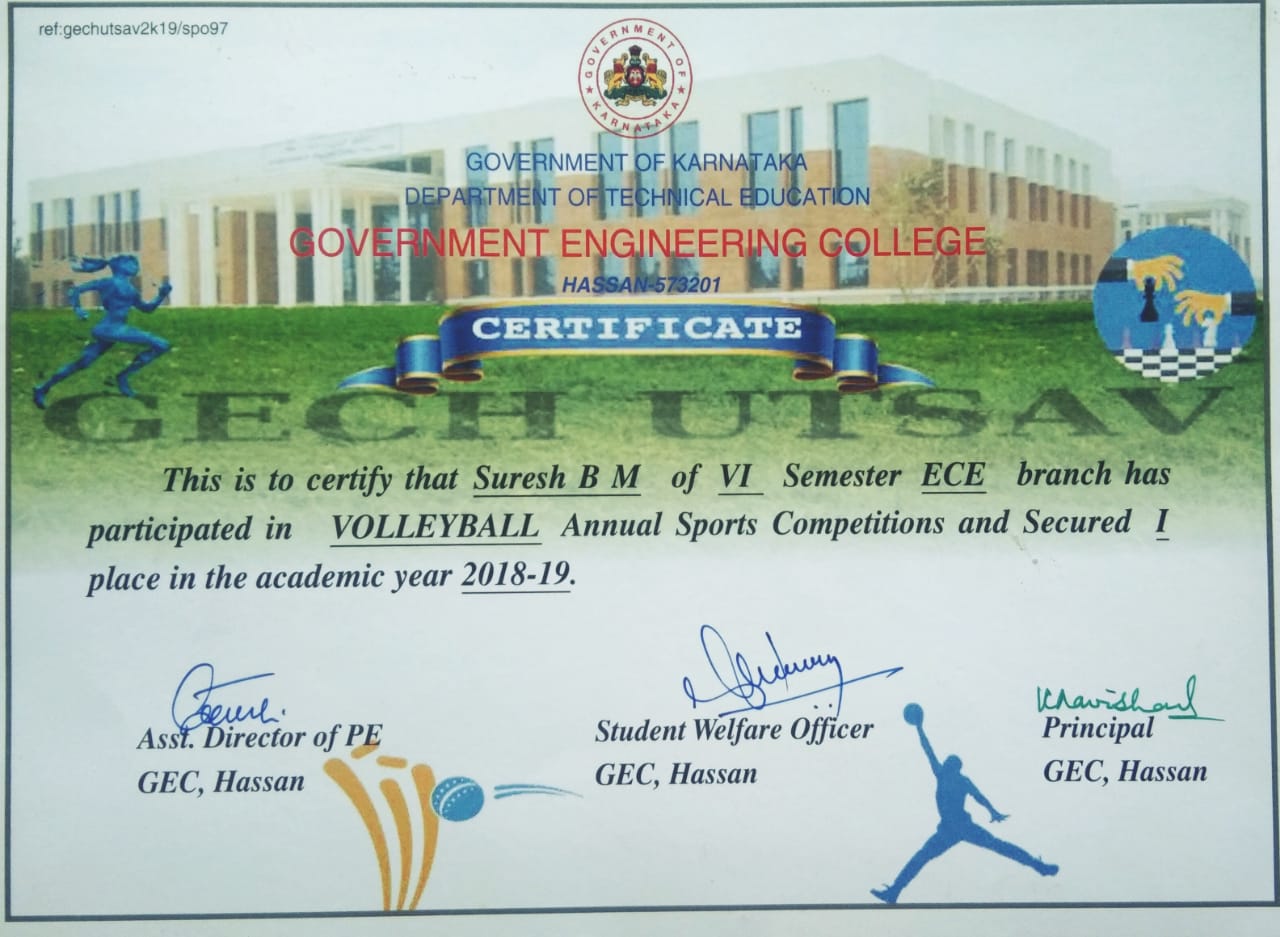 ref:gechutsav2k19/spo97
GOVERNMENT OF KARNATAKA
GOVERNMENT OF KARNATAKA
DEPARTMENT OF TECHNICAL EDUCATION
GOVERNMENT ENGINEERING COLLEGE
HASSAN-573201
CERTIFICATE
GECH UTSAV
This is to certify that Suresh B M of VI Semester ECE branch has
participated in VOLLEYBALL Annual Sports Competitions and Secured I
place in the academic year 2018-19.
Asst. Director of PE
GEC, Hassan
Student Welfare Officer
GEC, Hassan
Principal
GEC, Hassan